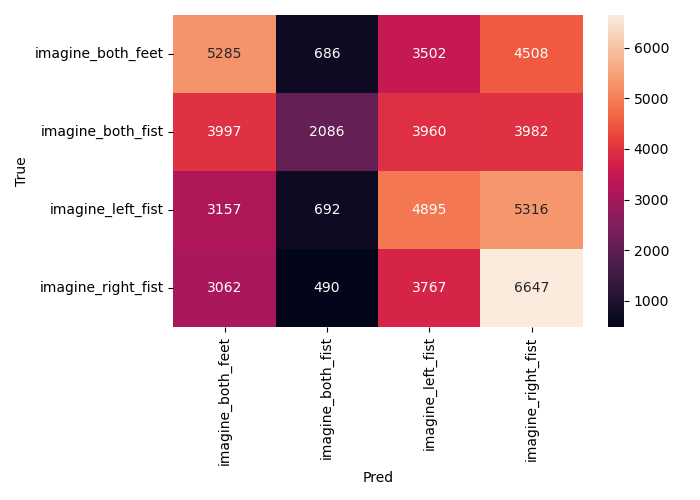 imagine_both_feet 5285 686 3502 4508
imagine_both_fist 3997 2086 3960 3982
imagine_left_fist 3157 692 4895 5316
imagine_right_fist 3062 490 3767 6647
True
imagine_both_feet
imagine_both_fist
imagine_left_fist
imagine_right_fist
Pred
6000
5000
4000
3000
2000
1000